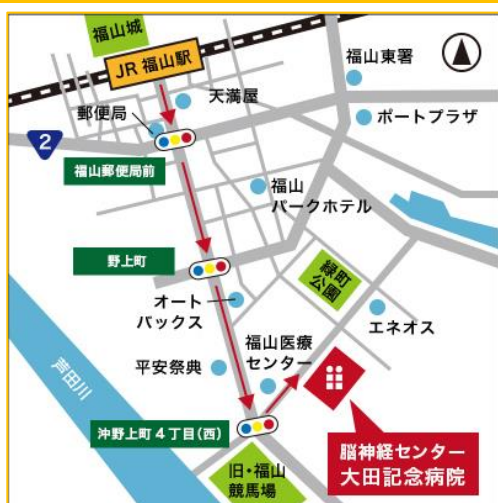 福山城
JR 福山駅
福山東署
天満屋
郵便局
ポートプラザ
2
福山郵便局前
福山
パークホテル
野上町
緑町
公園
オート
バックス
エネオス
福山医療
センター
平安祭典
芦田川
沖野上町4丁目(西)
脳神経センター
大田記念病院
旧・福山
競馬場